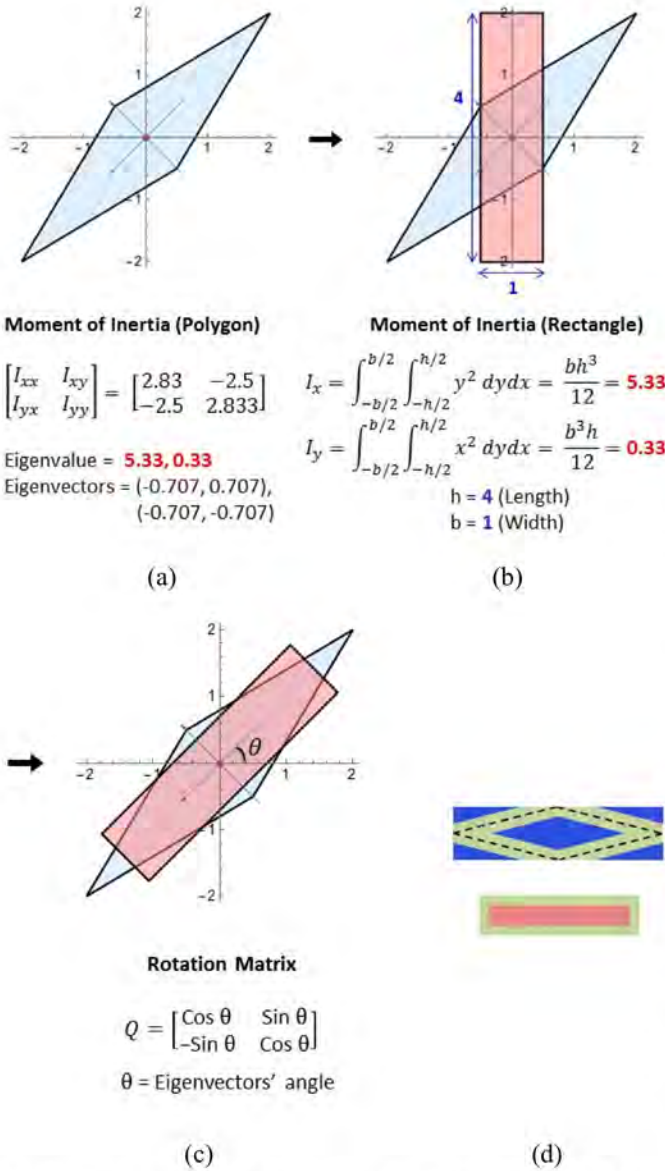 2
1
−2
−1
1
2
−1
−2
2
1
−2
−1
1
2
−1
−2
4
1
Moment of Inertia (Polygon)
[Ixx Ixy
Iyx Iyy] = [2.83 −2.5
−2.5 2.833]
Eigenvalue = 5.33, 0.33
Eigenvectors = (-0.707, 0.707),
(-0.707, -0.707)
(a)
Moment of Inertia (Rectangle)
Ix = ∫_{−b/2}^{b/2} ∫_{−h/2}^{h/2} y² dydx = bh³/12 = 5.33
Iy = ∫_{−b/2}^{b/2} ∫_{−h/2}^{h/2} x² dydx = b³h/12 = 0.33
h = 4 (Length)
b = 1 (Width)
(b)
2
1
θ
−2
−1
1
2
−1
−2
Rotation Matrix
Q = [Cos θ Sin θ
−Sin θ Cos θ]
θ = Eigenvectors' angle
(c)
(d)